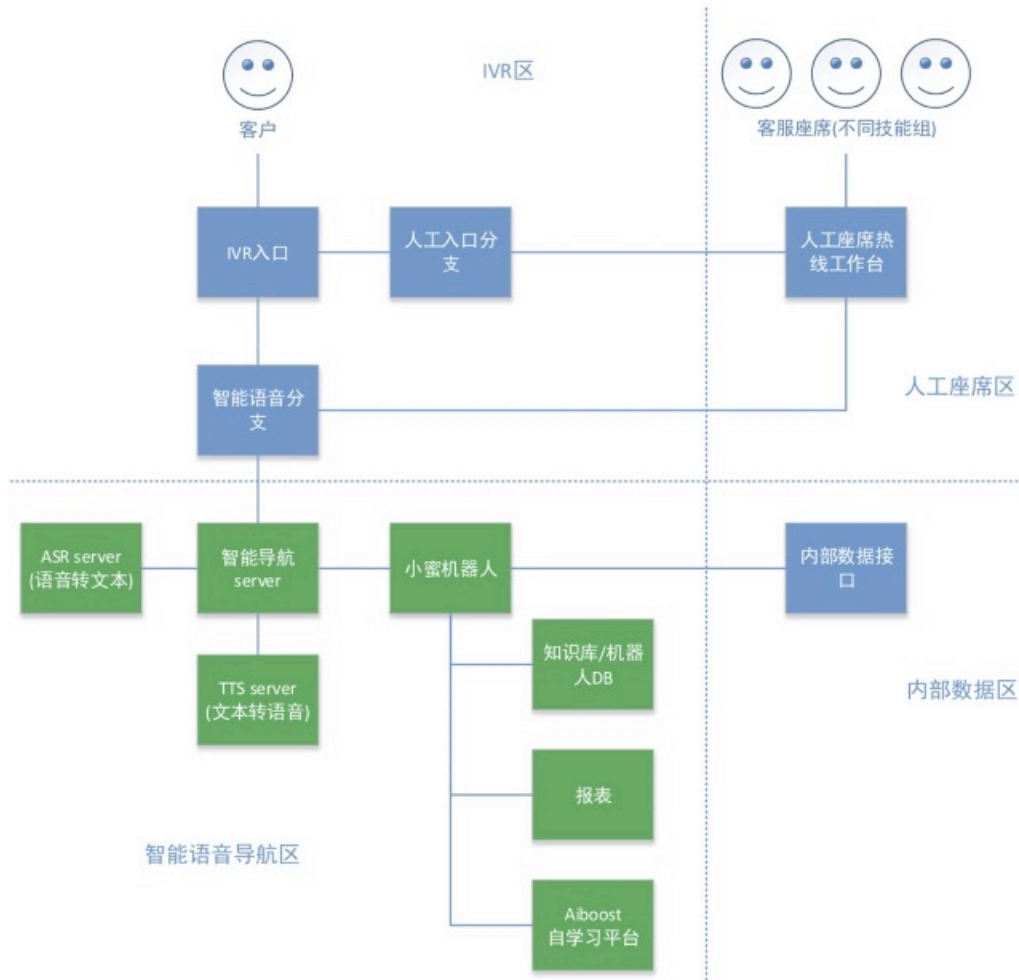 IVR区
客户
客服座席(不同技能组)
IVR入口
人工入口分
支
人工座席热
线工作台
智能语音分
支
人工座席区
ASR server
(语音转文本)
智能导航
server
小蜜机器人
内部数据接
口
TTS server
(文本转语音)
知识库/机器
人DB
内部数据区
报表
智能语音导航区
Aiboost
自学习平台